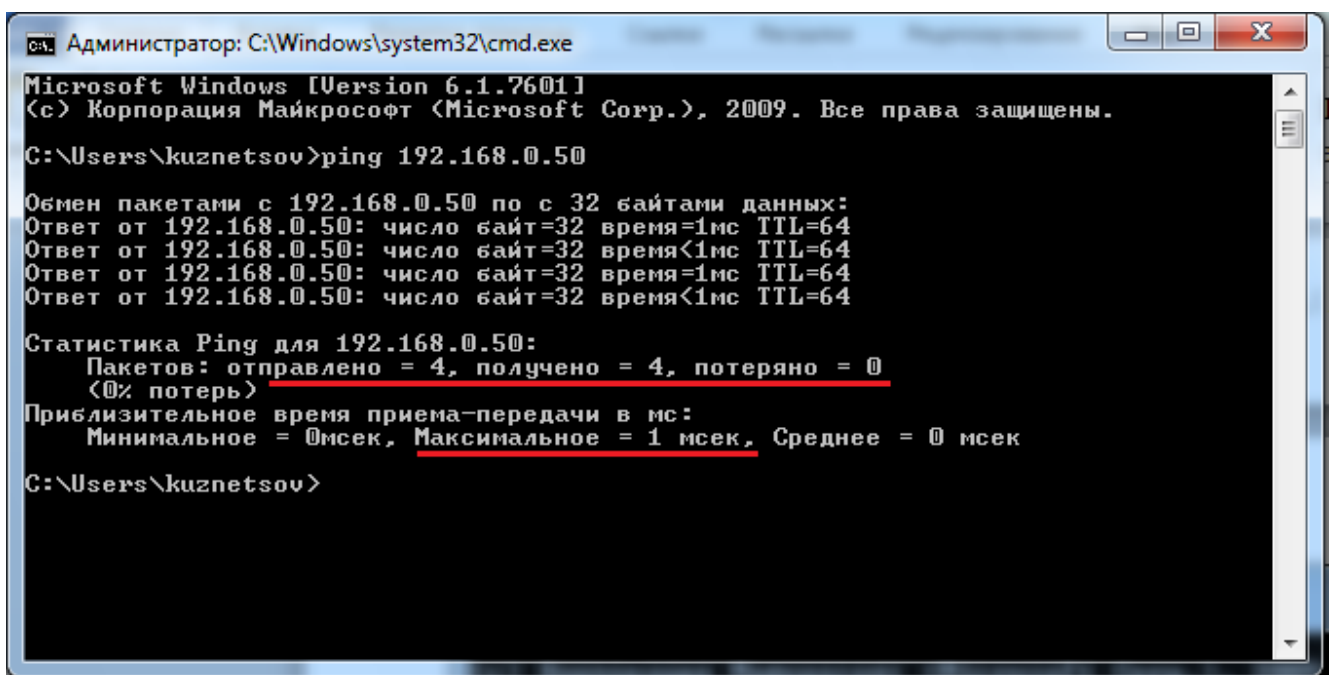 Администратор: C:\Windows\system32\cmd.exe
Microsoft Windows [Version 6.1.7601]
(c) Корпорация Майкрософт (Microsoft Corp.), 2009. Все права защищены.
C:\Users\kuznetsov>ping 192.168.0.50
Обмен пакетами с 192.168.0.50 по с 32 байтами данных:
Ответ от 192.168.0.50: число байт=32 время=1мс TTL=64
Ответ от 192.168.0.50: число байт=32 время<1мс TTL=64
Ответ от 192.168.0.50: число байт=32 время=1мс TTL=64
Ответ от 192.168.0.50: число байт=32 время<1мс TTL=64
Статистика Ping для 192.168.0.50:
Пакетов: отправлено = 4, получено = 4, потеряно = 0
(0% потерь)
Приблизительное время приема-передачи в мс:
Минимальное = 0мсек, Максимальное = 1 мсек, Среднее = 0 мсек
C:\Users\kuznetsov>